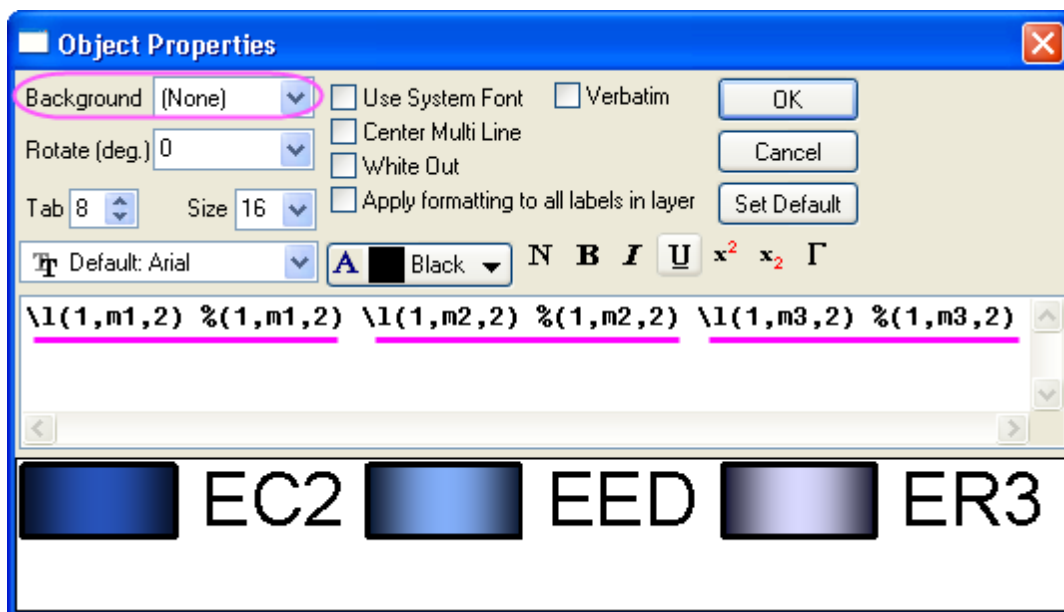 Object Properties
Background (None) Use System Font Verbatim OK
Center Multi Line
Rotate (deg.) 0 White Out Cancel
Tab 8 Size 16 Apply formatting to all labels in layer Set Default
Default: Arial A Black N B I U x² x₂ Γ
\l(1,m1,2) %(1,m1,2) \l(1,m2,2) %(1,m2,2) \l(1,m3,2) %(1,m3,2)
EC2 EED ER3